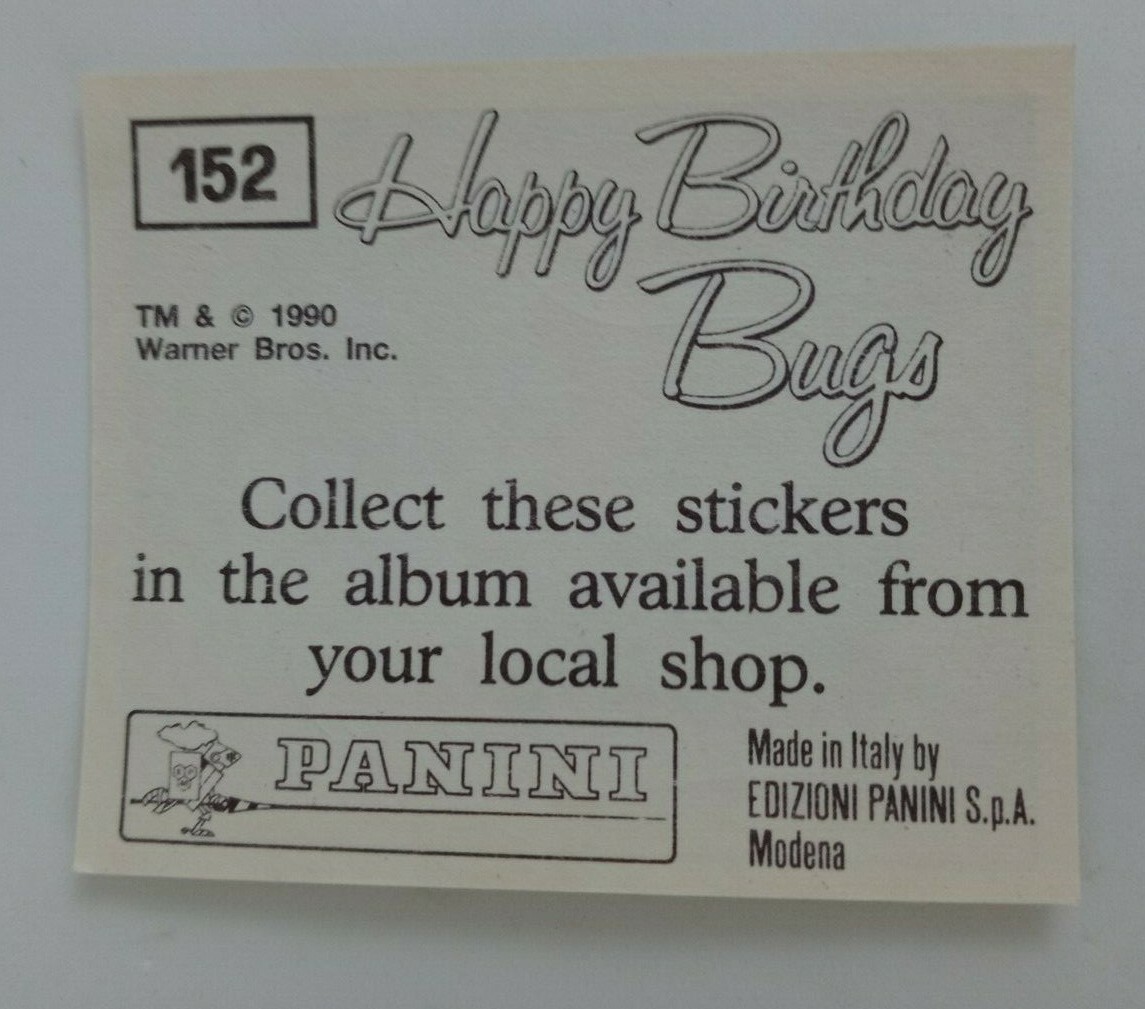 152
Happy Birthday
Bugs
TM & © 1990
Warner Bros. Inc.
Collect these stickers
in the album available from
your local shop.
PANINI
Made in Italy by
EDIZIONI PANINI S.p.A.
Modena